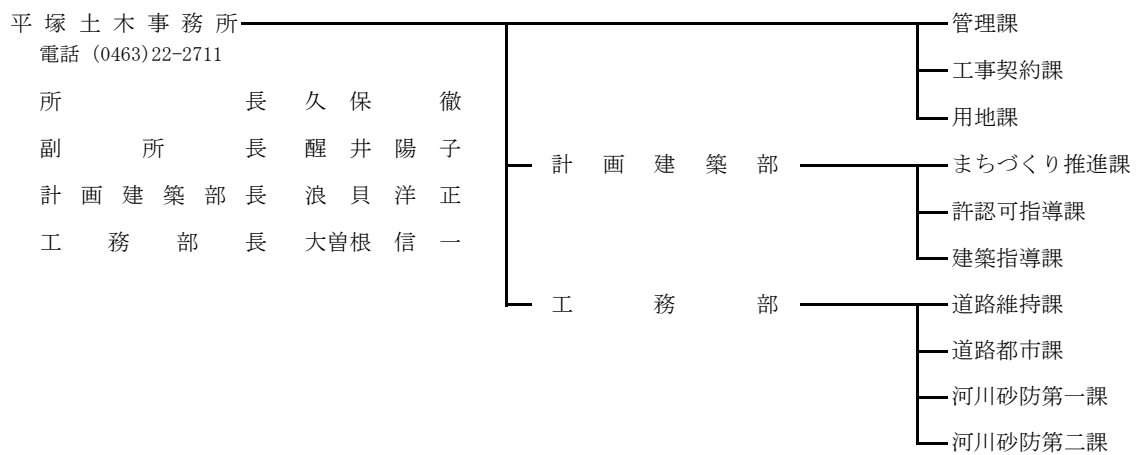 平塚土木事務所 管理課
電話 (0463)22-2711
工事契約課
所長 久保 徹
用地課
副所長 醒井陽子
計画建築部 まちづくり推進課
計画建築部長 浪貝洋正
許認可指導課
工務部長 大曽根信一
建築指導課
工務部 道路維持課
道路都市課
河川砂防第一課
河川砂防第二課